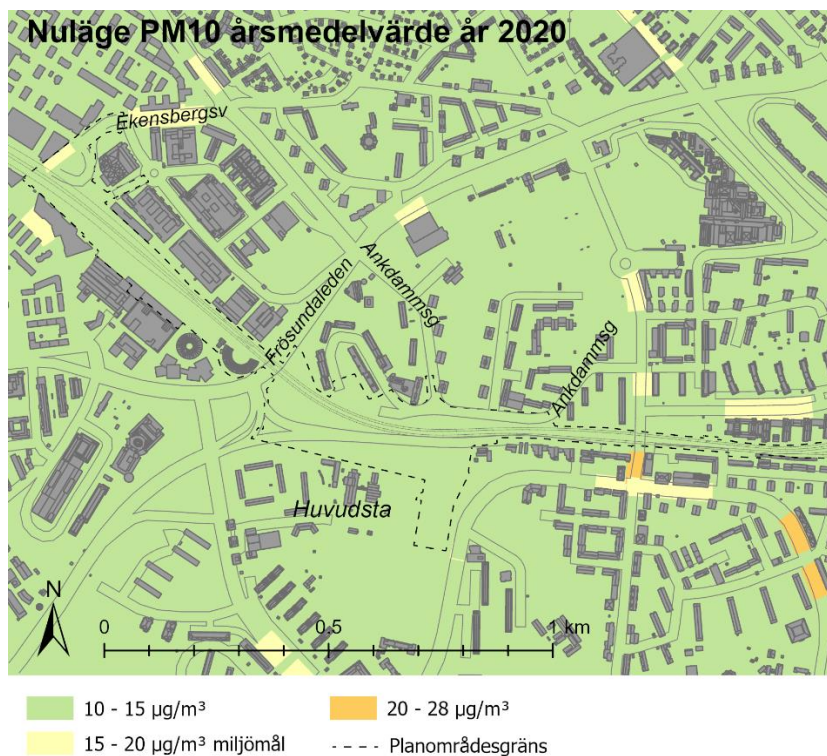 Nuläge PM10 årsmedelvärde år 2020
Ekensbergsv
Frösundaleden
Ankdammsg
Ankdammsg
Huvudsta
N
0 0,5 1 km
10 - 15 µg/m³
20 - 28 µg/m³
15 - 20 µg/m³ miljömål
Planområdesgräns